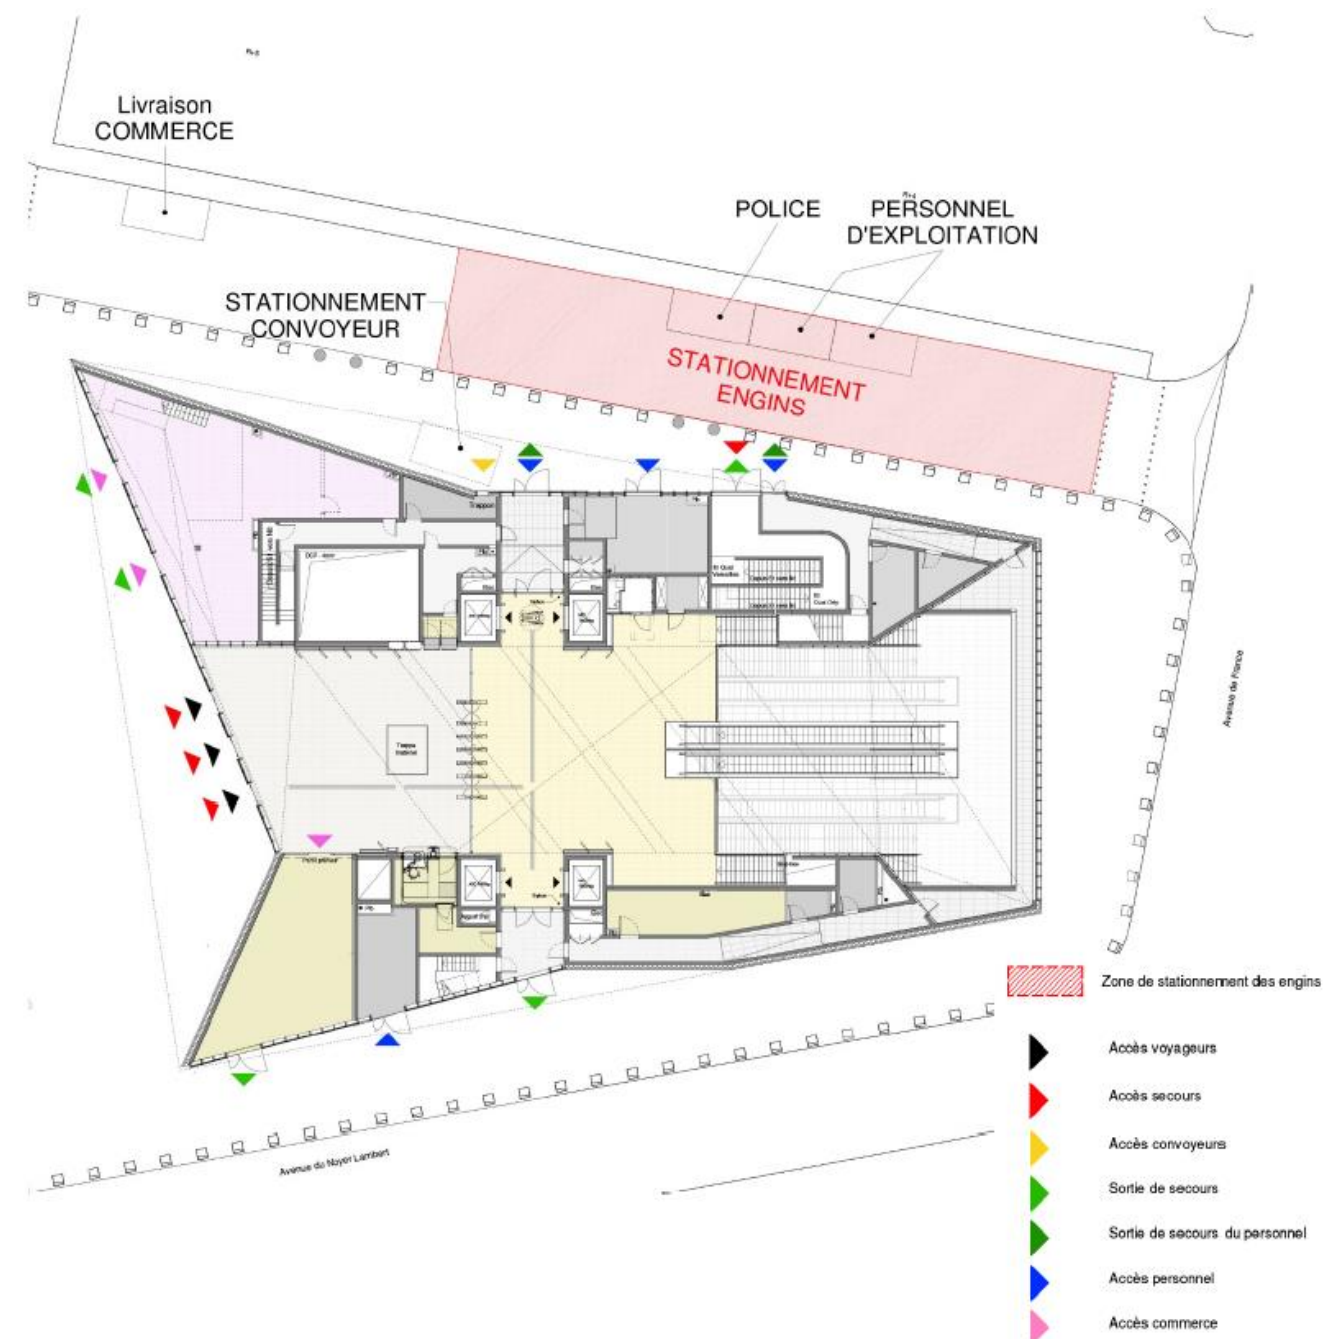 Livraison
COMMERCE
POLICE
PERSONNEL
D'EXPLOITATION
STATIONNEMENT
CONVOYEUR
STATIONNEMENT
ENGINS
Avenue de France
Avenue du Noyer Lambert
Zone de stationnement des engins
Accès voyageurs
Accès secours
Accès convoyeurs
Sortie de secours
Sortie de secours du personnel
Accès personnel
Accès commerce